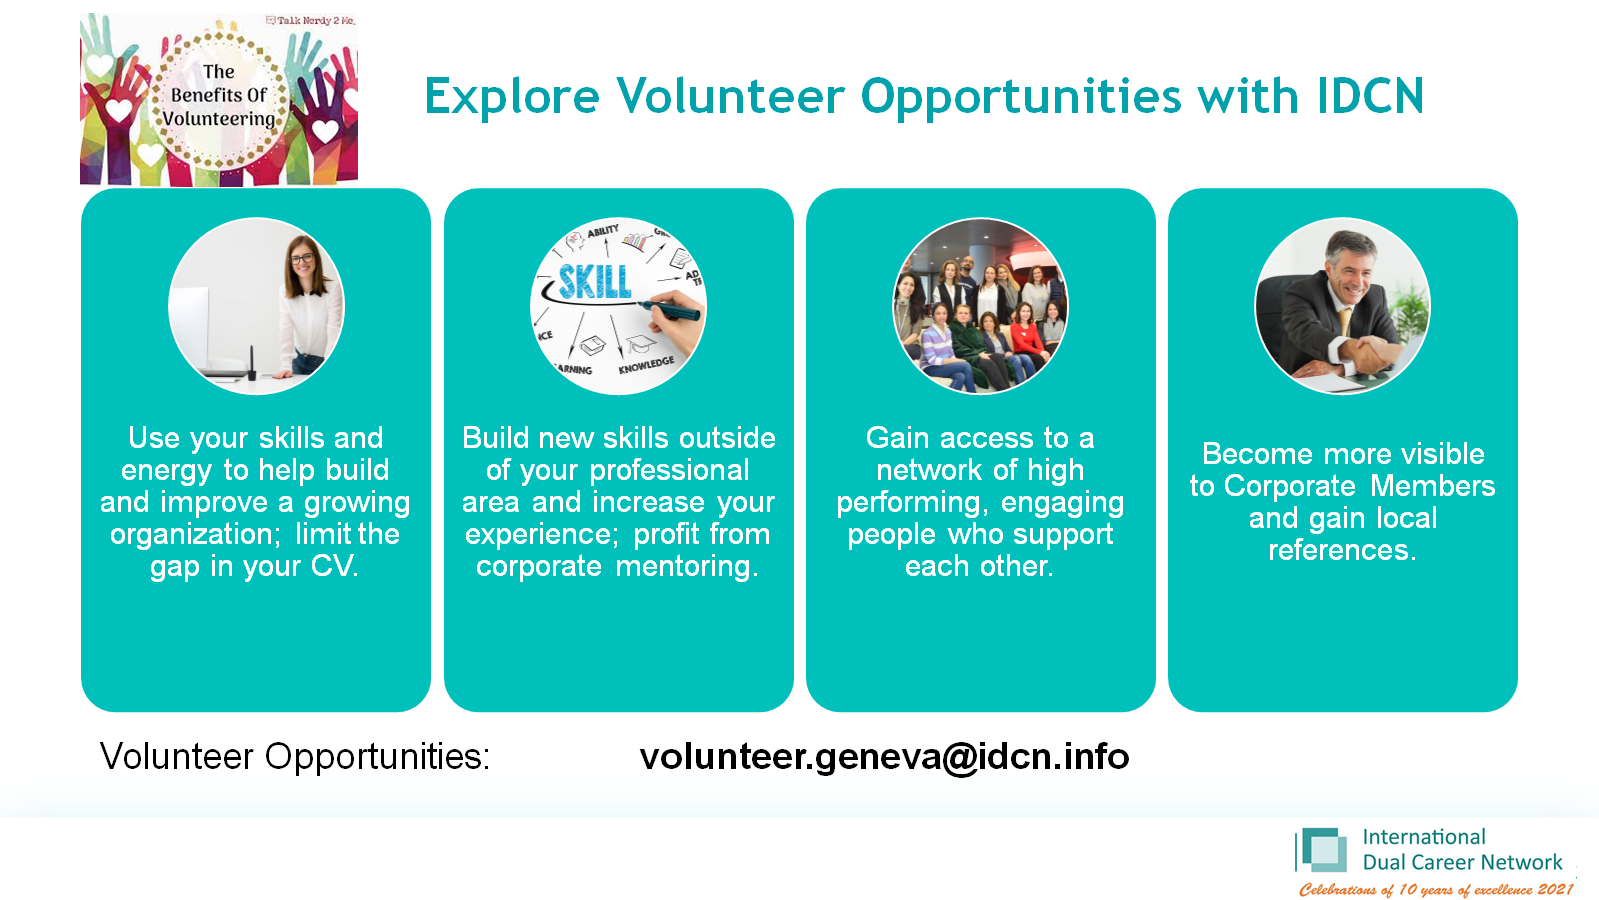 Talk Nerdy 2 Me.
The
Benefits Of
Volunteering
Explore Volunteer Opportunities with IDCN
Use your skills and
energy to help build
and improve a growing
organization; limit the
gap in your CV.
ABILITY
SKILL
AD
KNOWLEDGE
Build new skills outside
of your professional
area and increase your
experience; profit from
corporate mentoring.
Gain access to a
network of high
performing, engaging
people who support
each other.
Become more visible
to Corporate Members
and gain local
references.
Volunteer Opportunities: volunteer.geneva@idcn.info
International
Dual Career Network
Celebrations of 10 years of excellence 2021